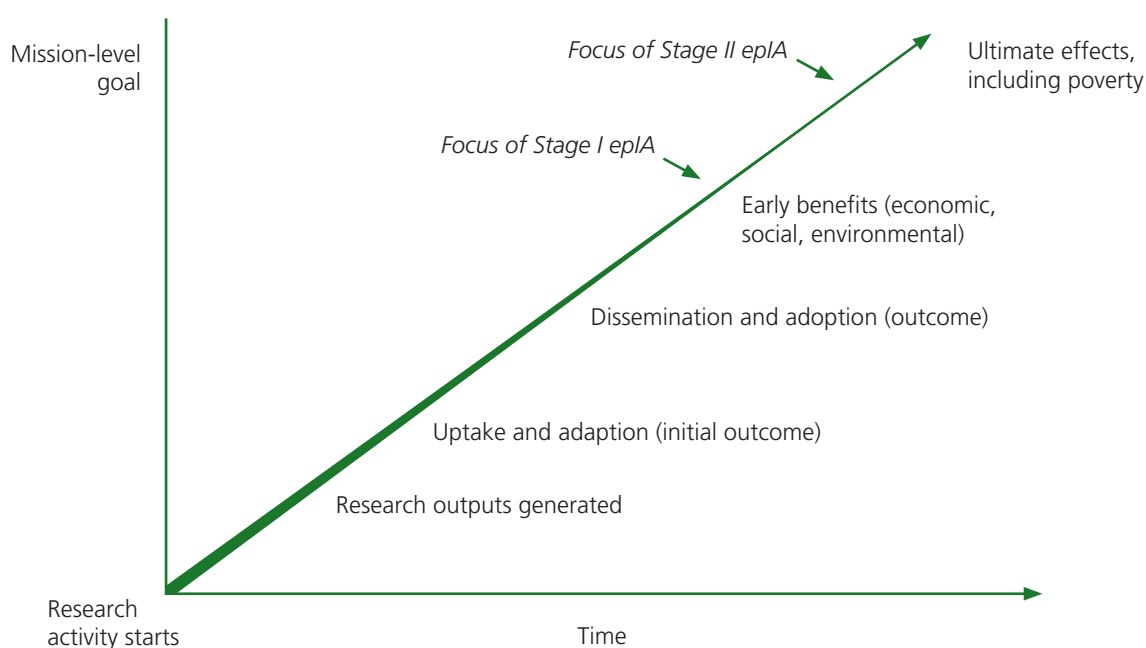 Mission-level
goal
Focus of Stage II epIA
Ultimate effects,
including poverty
Focus of Stage I epIA
Early benefits (economic,
social, environmental)
Dissemination and adoption (outcome)
Uptake and adaption (initial outcome)
Research outputs generated
Research
activity starts
Time